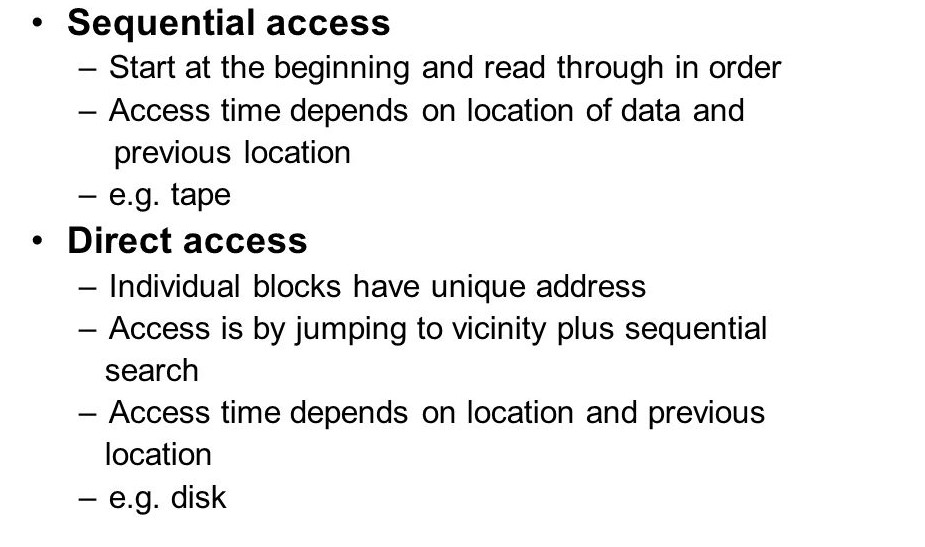 • Sequential access
– Start at the beginning and read through in order
– Access time depends on location of data and
previous location
– e.g. tape
• Direct access
– Individual blocks have unique address
– Access is by jumping to vicinity plus sequential
search
– Access time depends on location and previous
location
– e.g. disk